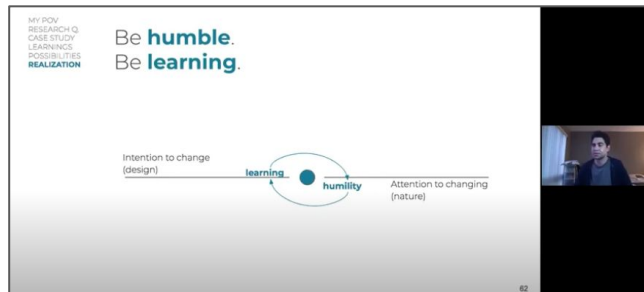 MY POV
RESEARCH Q.
CASE STUDY
LEARNINGS
POSSIBILITIES
REALIZATION
Be humble.
Be learning.
Intention to change
(design)
learning
humility
Attention to changing
(nature)
62